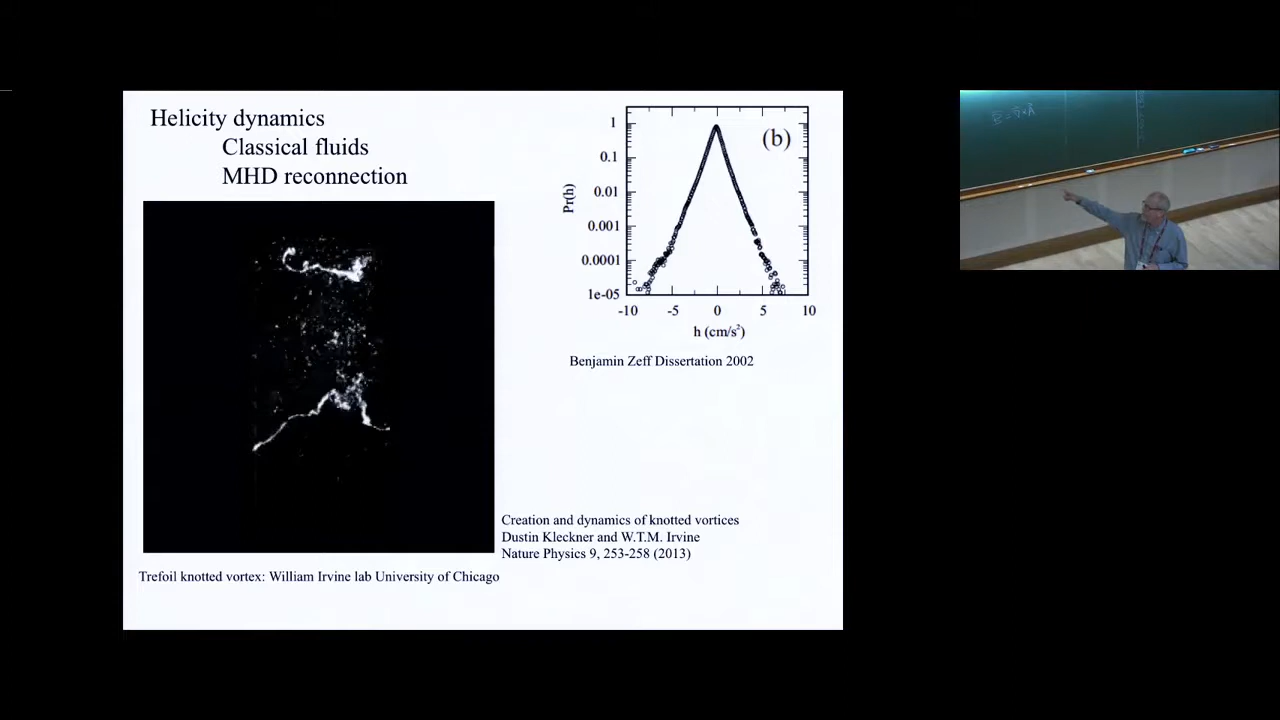 Helicity dynamics
Classical fluids
MHD reconnection
(b)
1
0.1
0.01
0.001
0.0001
1e-05
Pr(h)
-10 -5 0 5 10
h (cm/s²)
Benjamin Zeff Dissertation 2002
Creation and dynamics of knotted vortices
Dustin Kleckner and W.T.M. Irvine
Nature Physics 9, 253-258 (2013)
Trefoil knotted vortex: William Irvine lab University of Chicago